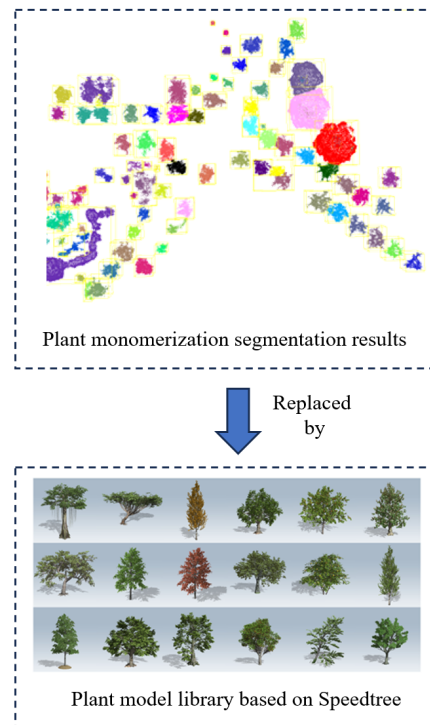 Plant monomerization segmentation results
Replaced
by
Plant model library based on Speedtree